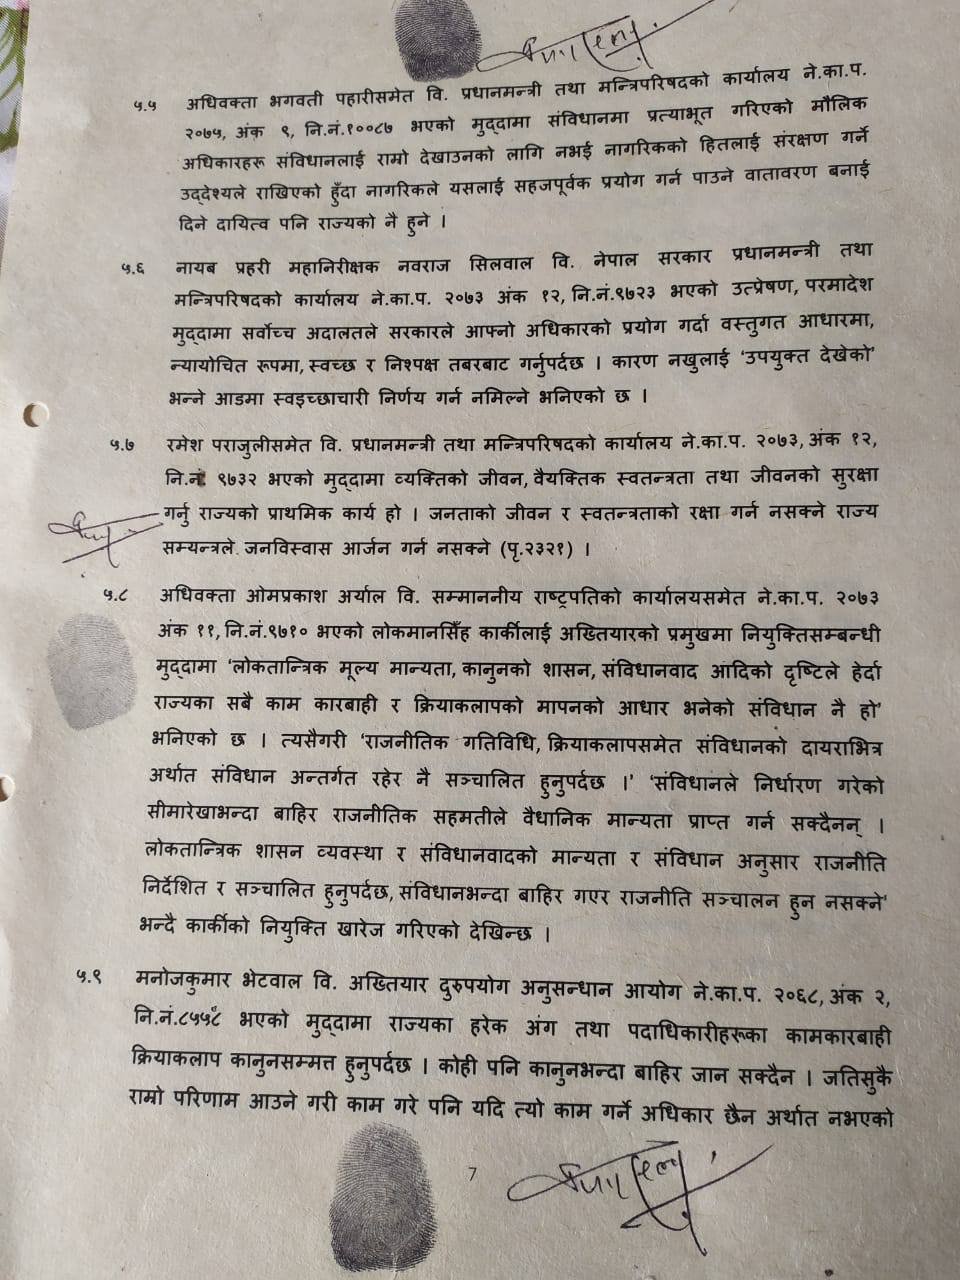 ५.५ अधिवक्ता भगवती पहारीसमेत वि. प्रधानमन्त्री तथा मन्त्रिपरिषदको कार्यालय ने.का.प.
२०७५, अंक ९, नि.नं.१००८७ भएको मुद्दामा संविधानमा प्रत्याभूत गरिएको मौलिक
अधिकारहरू संविधानलाई राम्रो देखाउनको लागि नभई नागरिकको हितलाई संरक्षण गर्ने
उद्देश्यले राखिएको हुँदा नागरिकले यसलाई सहजपूर्वक प्रयोग गर्न पाउने वातावरण बनाई
दिने दायित्व पनि राज्यको नै हुने ।
५.६ नायब प्रहरी महानिरीक्षक नवराज सिलवाल वि. नेपाल सरकार प्रधानमन्त्री तथा
मन्त्रिपरिषदको कार्यालय ने.का.प. २०७३ अंक १२, नि.नं.९७२३ भएको उत्प्रेषण, परमादेश
मुद्दामा सर्वोच्च अदालतले सरकारले आफ्नो अधिकारको प्रयोग गर्दा वस्तुगत आधारमा,
न्यायोचित रूपमा, स्वच्छ र निश्पक्ष तबरबाट गर्नुपर्दछ । कारण नखुलाई 'उपयुक्त देखेको'
भन्ने आडमा स्वइच्छाचारी निर्णय गर्न नमिल्ने भनिएको छ ।
५.७ रमेश पराजुलीसमेत वि. प्रधानमन्त्री तथा मन्त्रिपरिषदको कार्यालय ने.का.प. २०७३, अंक १२,
नि.नं ९७३२ भएको मुद्दामा व्यक्तिको जीवन, वैयक्तिक स्वतन्त्रता तथा जीवनको सुरक्षा
गर्नु राज्यको प्राथमिक कार्य हो । जनताको जीवन र स्वतन्त्रताको रक्षा गर्न नसक्ने राज्य
सम्यन्त्रले जनविस्वास आर्जन गर्न नसक्ने (पृ.२३२१) ।
५.८ अधिवक्ता ओमप्रकाश अर्याल वि. सम्माननीय राष्ट्रपतिको कार्यालयसमेत ने.का.प. २०७३
अंक ११, नि.नं.९७१० भएको लोकमानसिँह कार्कीलाई अख्तियारको प्रमुखमा नियुक्तिसम्बन्धी
मुद्दामा 'लोकतान्त्रिक मूल्य मान्यता, कानुनको शासन, संविधानवाद आदिको दृष्टिले हेर्दा
राज्यका सबै काम कारबाही र क्रियाकलापको मापनको आधार भनेको संविधान नै हो'
भनिएको छ । त्यसैगरी 'राजनीतिक गतिविधि, क्रियाकलापसमेत संविधानको दायराभित्र
अर्थात संविधान अन्तर्गत रहेर नै सञ्चालित हुनुपर्दछ ।' 'संविधानले निर्धारण गरेको
सीमारेखाभन्दा बाहिर राजनीतिक सहमतीले वैधानिक मान्यता प्राप्त गर्न सक्दैनन् ।
लोकतान्त्रिक शासन व्यवस्था र संविधानवादको मान्यता र संविधान अनुसार राजनीति
निर्देशित र सञ्चालित हुनुपर्दछ, संविधानभन्दा बाहिर गएर राजनीति सञ्चालन हुन नसक्ने'
भन्दै कार्कीको नियुक्ति खारेज गरिएको देखिन्छ ।
५.९ मनोजकुमार भेटवाल वि. अख्तियार दुरुपयोग अनुसन्धान आयोग ने.का.प. २०६८, अंक २,
नि.नं.८५५८ भएको मुद्दामा राज्यका हरेक अंग तथा पदाधिकारीहरूका कामकारबाही
क्रियाकलाप कानुनसम्मत्त हुनुपर्दछ । कोही पनि कानुनभन्दा बाहिर जान सक्दैन । जतिसुकै
राम्रो परिणाम आउने गरी काम गरे पनि यदि त्यो काम गर्ने अधिकार छैन अर्थात नभएको
7